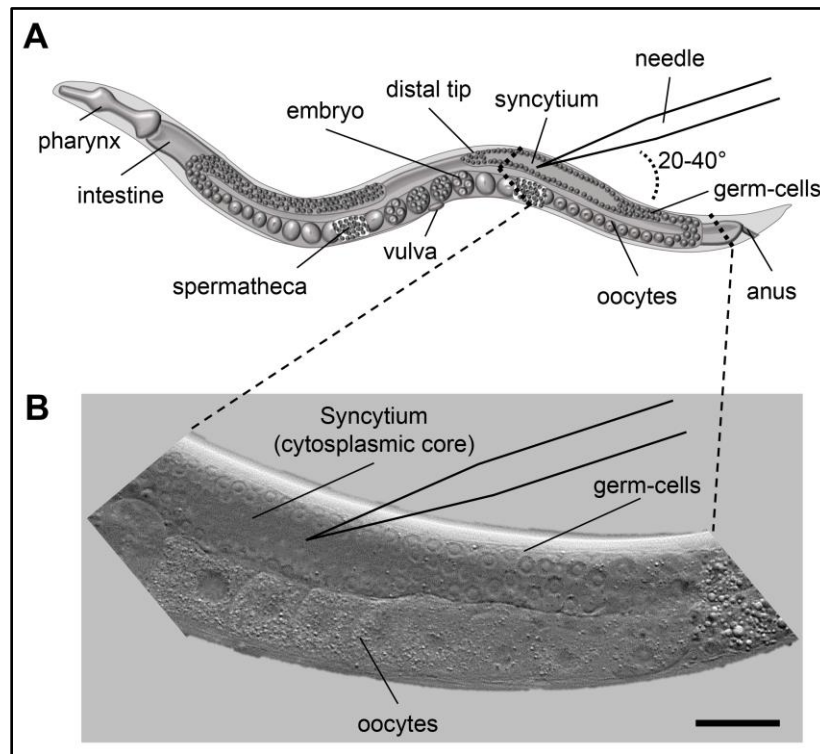 A
needle
distal tip
syncytium
embryo
pharynx
20-40°
intestine
germ-cells
vulva
spermatheca
oocytes
anus
B
Syncytium
(cytosplasmic core)
germ-cells
oocytes